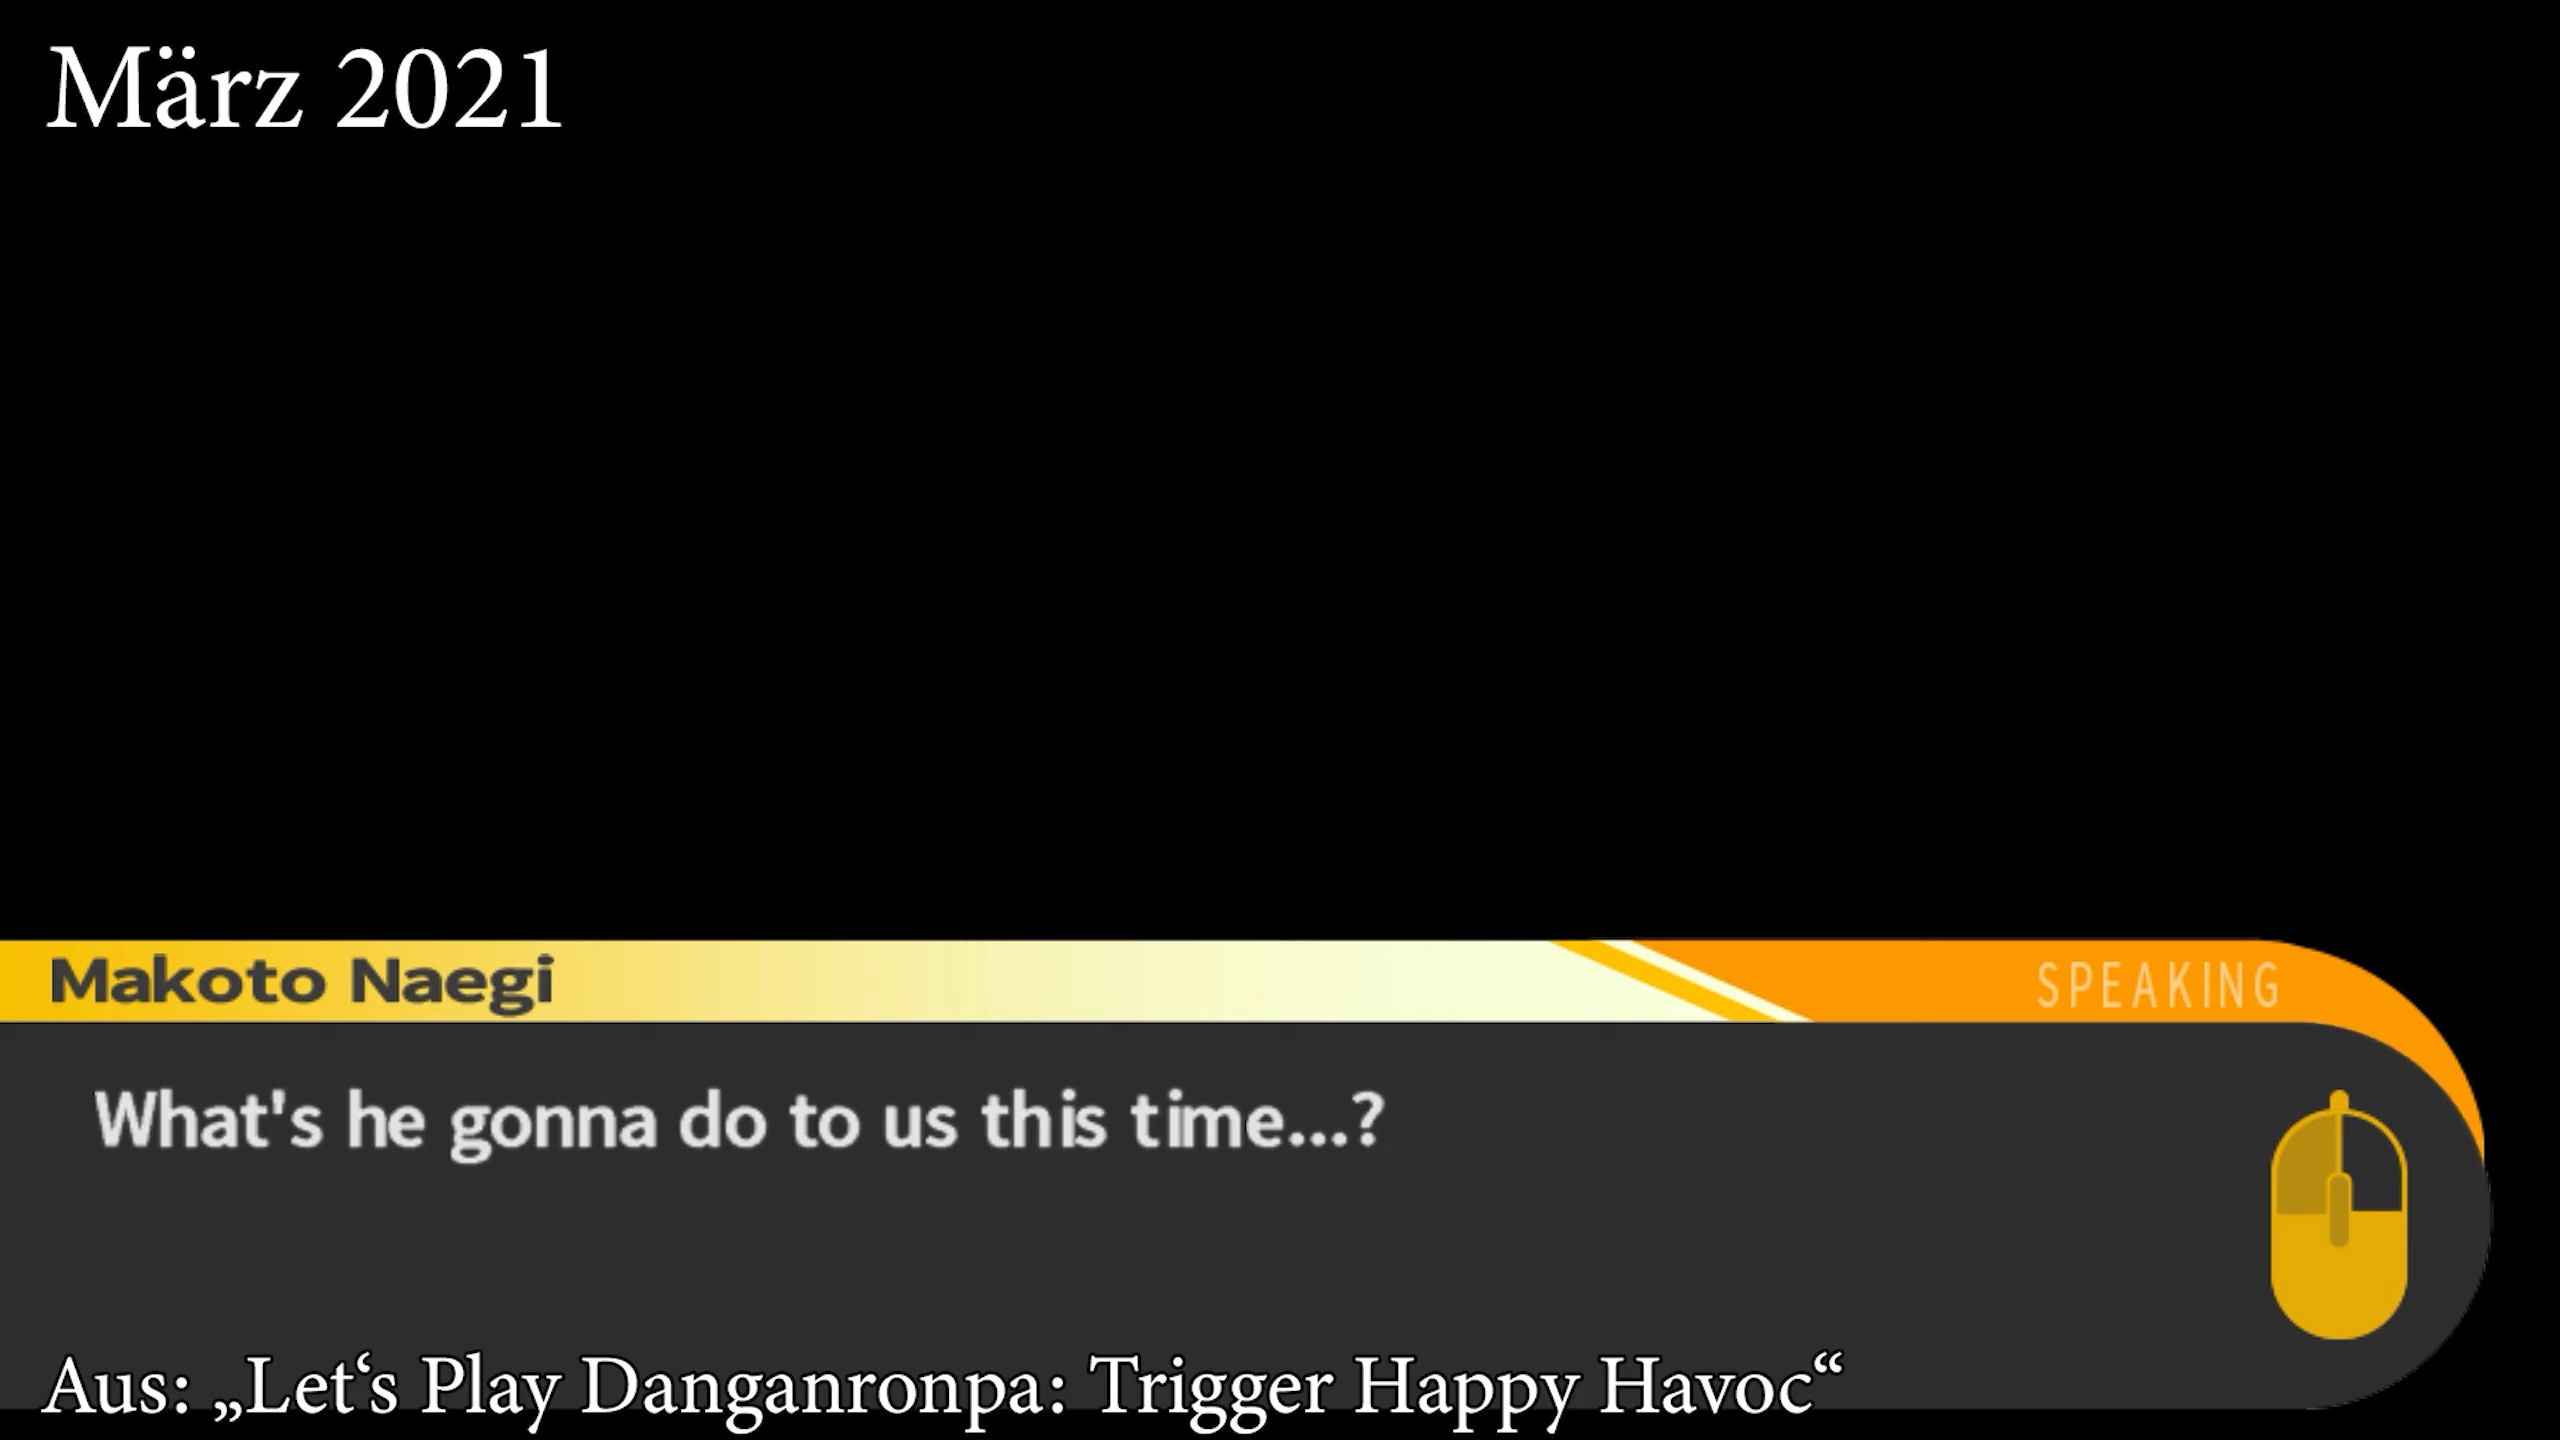 März 2021
Makoto Naegi
SPEAKING
What's he gonna do to us this time...?
Aus: „Let‘s Play Danganronpa: Trigger Happy Havoc“